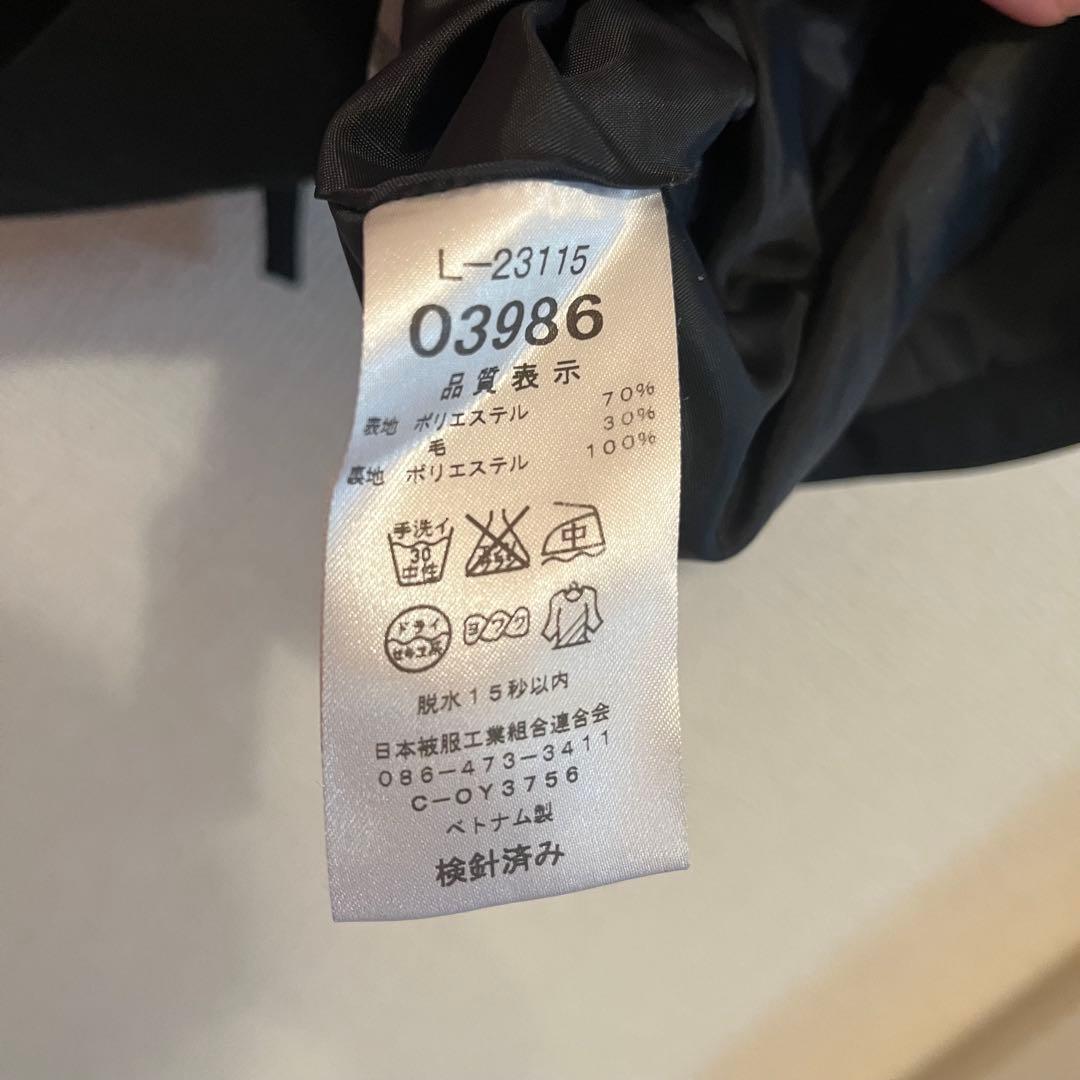 L-23115
03986
品質表示
表地 ポリエステル 70%
毛 30%
裏地 ポリエステル 100%
手洗イ
30
中性
中
ドライ
セキユ系
ヨワク
脱水15秒以内
日本被服工業組合連合会
086-473-3411
C-OY3756
ベトナム製
検針済み